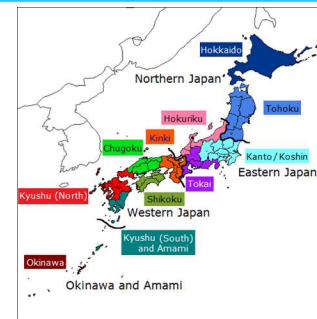 Hokkaido
Northern Japan
Tohoku
Hokuriku
Kinki
Chugoku
Kanto/Koshin
Eastern Japan
Tokai
Kyushu (North)
Shikoku
Western Japan
Kyushu (South)
and Amami
Okinawa
Okinawa and Amami